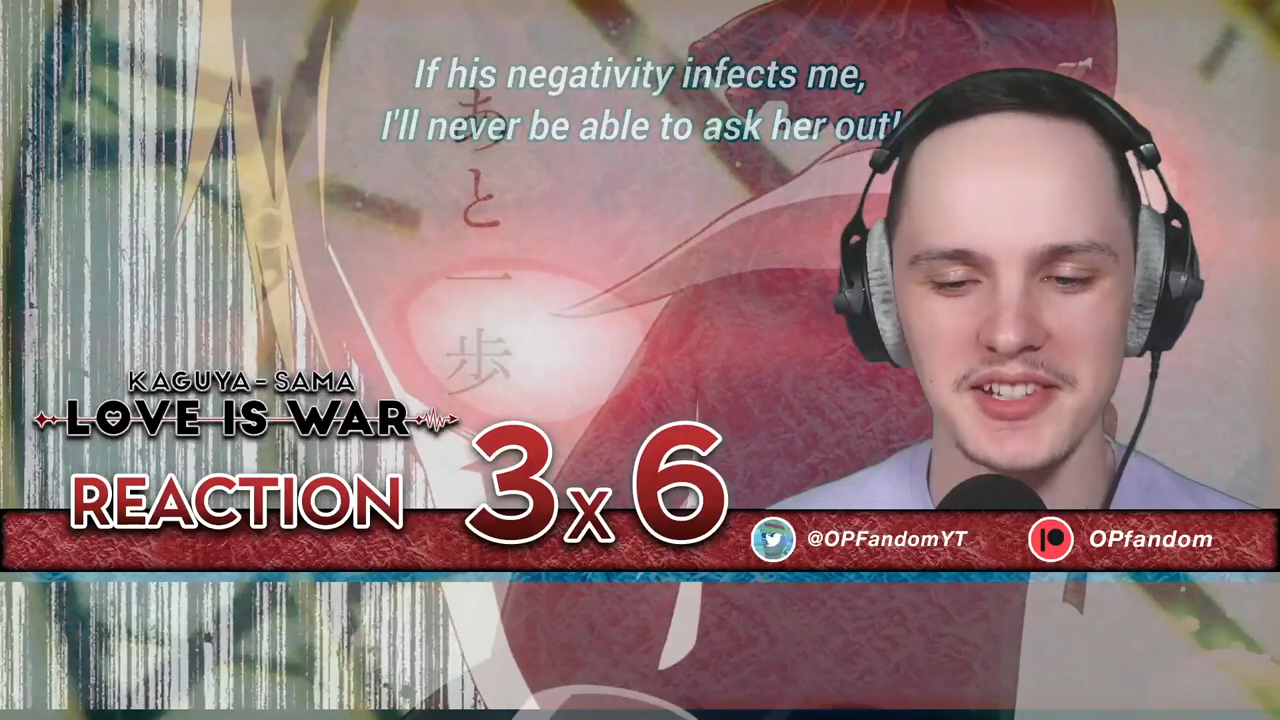 If his negativity infects me,
I'll never be able to ask her out!
あと一歩
KAGUYA-SAMA
LOVE IS WAR
REACTION
3x6
@OPFandomYT
OPfandom